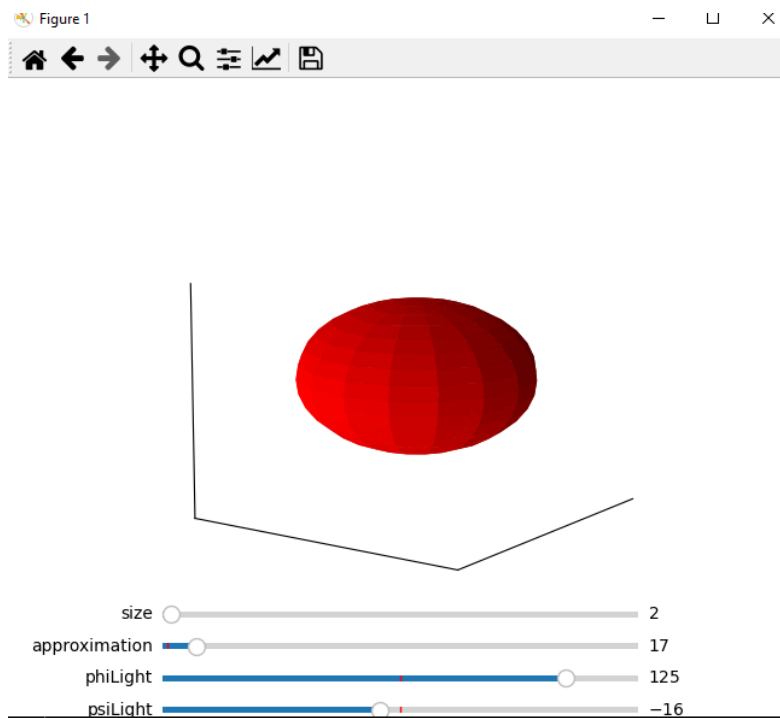 Figure 1
size 2
approximation 17
phiLight 125
psiLight −16